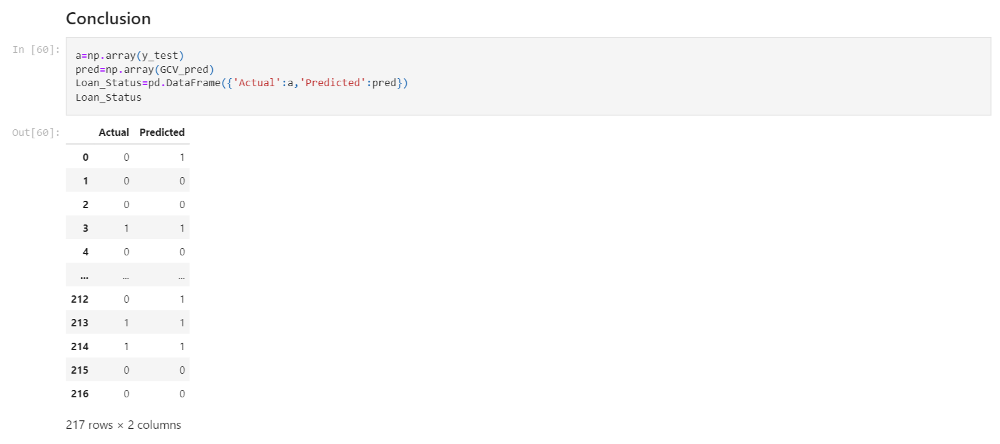 Conclusion
In [60]:
a=np.array(y_test)
pred=np.array(GCV_pred)
Loan_Status=pd.DataFrame({'Actual':a,'Predicted':pred})
Loan_Status
Out[60]:
Actual Predicted
0 0 1
1 0 0
2 0 0
3 1 1
4 0 0
... ... ...
212 0 1
213 1 1
214 1 1
215 0 0
216 0 0
217 rows × 2 columns